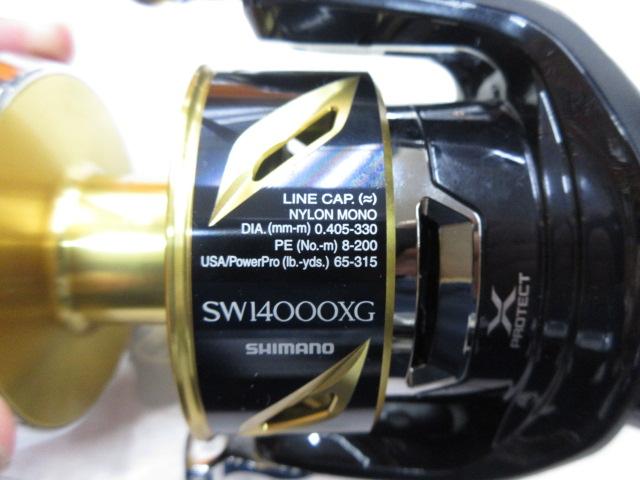 LINE CAP. (≈)
NYLON MONO
DIA. (mm-m) 0.405-330
PE (No.-m) 8-200
USA/PowerPro (lb.-yds.) 65-315
SW14000XG
SHIMANO
X
PROTECT